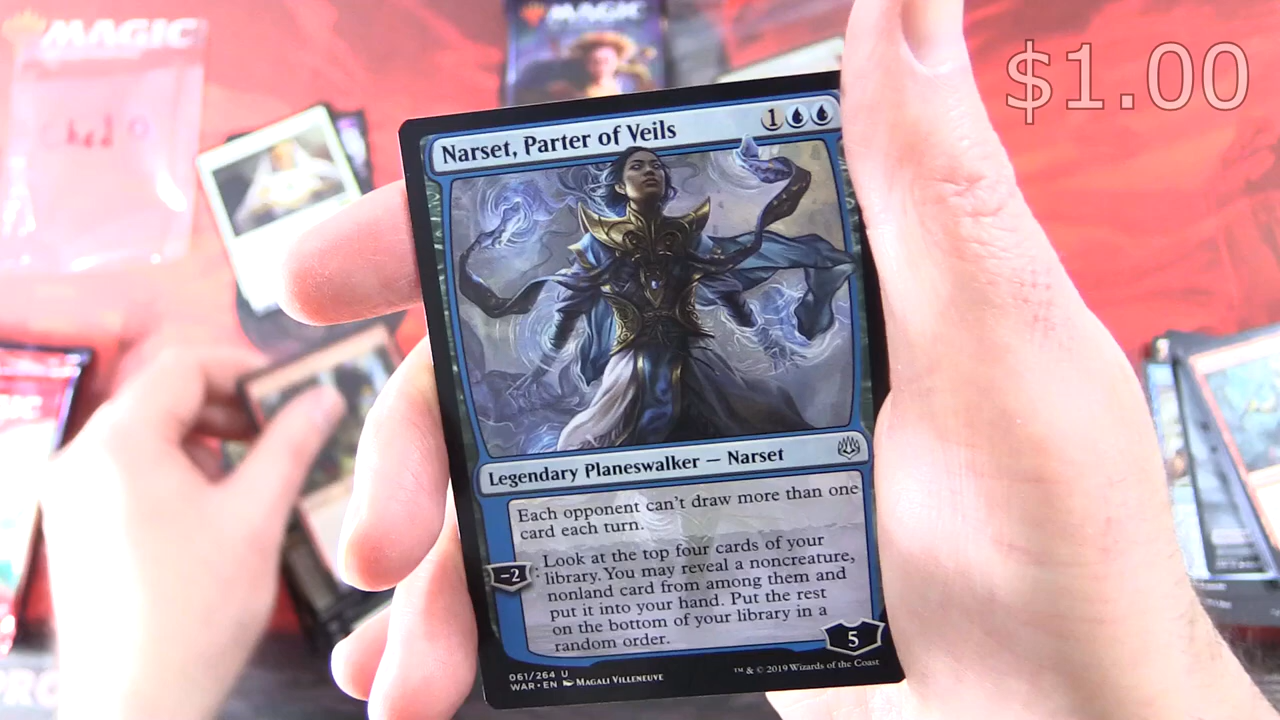 MAGIC
MAGIC
$1.00
Narset, Parter of Veils
1
Legendary Planeswalker — Narset
Each opponent can't draw more than one
card each turn.
−2: Look at the top four cards of your
library. You may reveal a noncreature,
nonland card from among them and
put it into your hand. Put the rest
on the bottom of your library in a
random order.
5
061/264 U
WAR • EN MAGALI VILLENEUVE
™ & © 2019 Wizards of the Coast